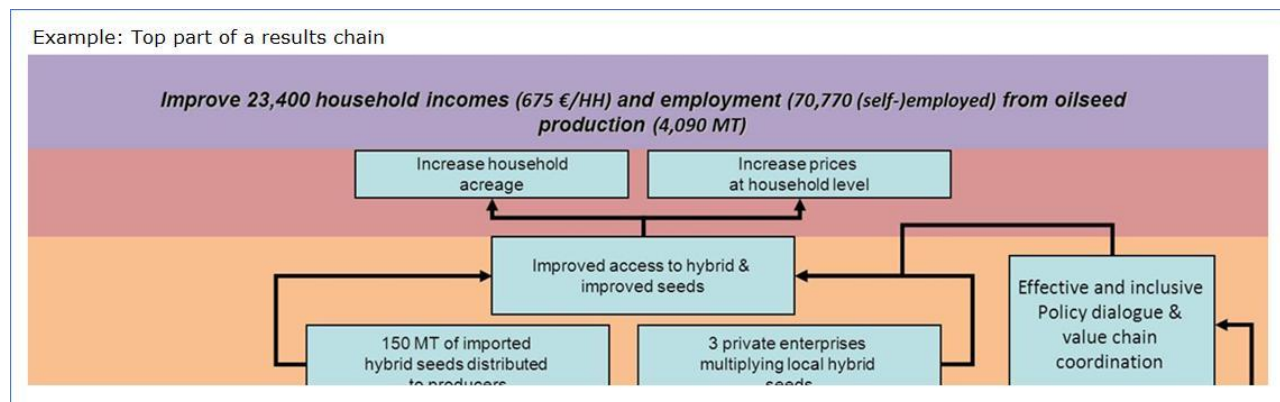 Example: Top part of a results chain
Improve 23,400 household incomes (675 €/HH) and employment (70,770 (self-)employed) from oilseed
production (4,090 MT)
Increase household
acreage
Increase prices
at household level
Improved access to hybrid &
improved seeds
Effective and inclusive
Policy dialogue &
value chain
coordination
150 MT of imported
hybrid seeds distributed
to producers
3 private enterprises
multiplying local hybrid
seeds